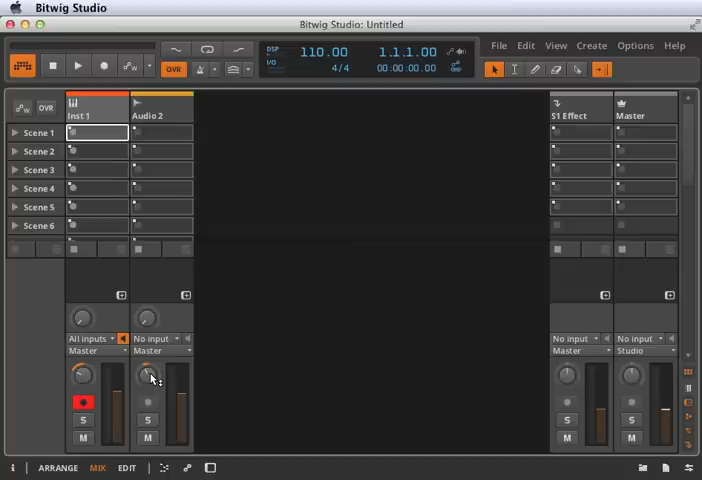 Bitwig Studio
Bitwig Studio: Untitled
DSP 110.00 1.1.1.00
I/O 4/4 00:00:00.00
File Edit View Create Options Help
OVR
OVR
Inst 1 Audio 2 S1 Effect Master
Scene 1
Scene 2
Scene 3
Scene 4
Scene 5
Scene 6
All inputs No input No input No input
Master Master Master Studio
S S S S
M M M M
i ARRANGE MIX EDIT